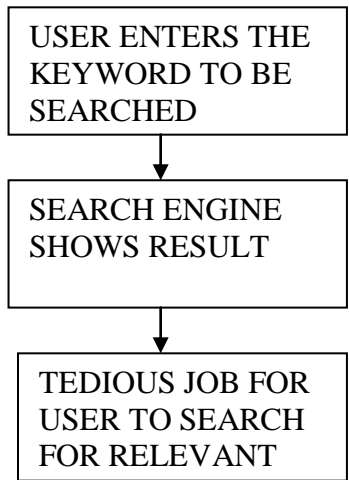 USER ENTERS THE
KEYWORD TO BE
SEARCHED
SEARCH ENGINE
SHOWS RESULT
TEDIOUS JOB FOR
USER TO SEARCH
FOR RELEVANT